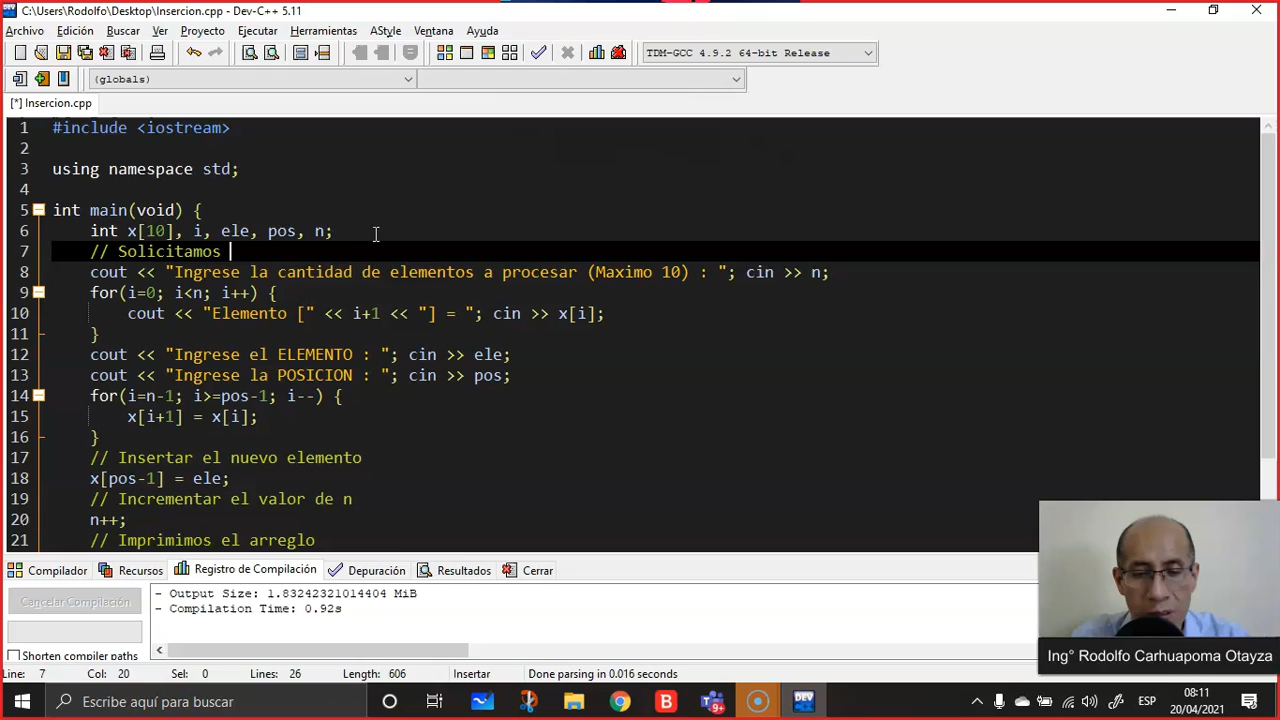 C:\Users\Rodolfo\Desktop\Insercion.cpp - Dev-C++ 5.11
Archivo Edición Buscar Ver Proyecto Ejecutar Herramientas AStyle Ventana Ayuda
TDM-GCC 4.9.2 64-bit Release
(globals)
[*] Insercion.cpp
1 #include <iostream>
2
3 using namespace std;
4
5 int main(void) {
6 int x[10], i, ele, pos, n;
7 // Solicitamos
8 cout << "Ingrese la cantidad de elementos a procesar (Maximo 10) : "; cin >> n;
9 for(i=0; i<n; i++) {
10 cout << "Elemento [" << i+1 << "] = "; cin >> x[i];
11 }
12 cout << "Ingrese el ELEMENTO : "; cin >> ele;
13 cout << "Ingrese la POSICION : "; cin >> pos;
14 for(i=n-1; i>=pos-1; i--) {
15 x[i+1] = x[i];
16 }
17 // Insertar el nuevo elemento
18 x[pos-1] = ele;
19 // Incrementar el valor de n
20 n++;
21 // Imprimimos el arreglo
Compilador Recursos Registro de Compilación Depuración Resultados Cerrar
Cancelar Compilación
- Output Size: 1.83242321014404 MiB
- Compilation Time: 0.92s
Shorten compiler paths
Ing° Rodolfo Carhuapoma Otayza
Line: 7 Col: 20 Sel: 0 Lines: 26 Length: 606 Insertar Done parsing in 0.016 seconds
Escribe aquí para buscar
9+
ESP
08:11
20/04/2021